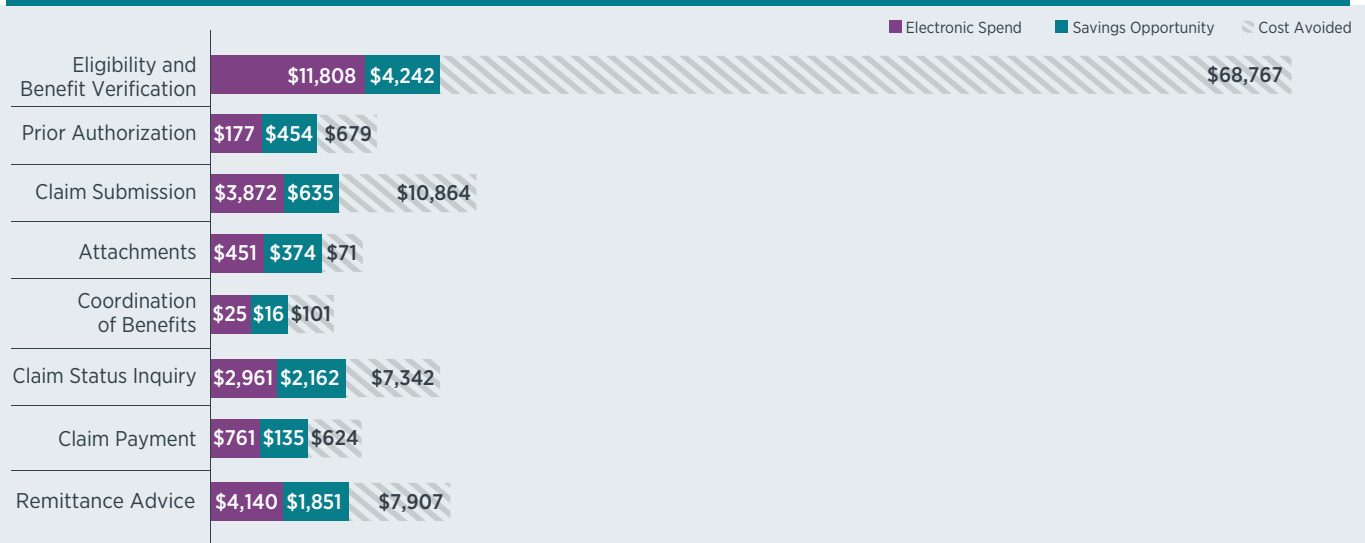 Electronic Spend Savings Opportunity Cost Avoided
Eligibility and
Benefit Verification
$11,808 $4,242 $68,767
Prior Authorization $177 $454 $679
Claim Submission $3,872 $635 $10,864
Attachments $451 $374 $71
Coordination
of Benefits
$25 $16 $101
Claim Status Inquiry $2,961 $2,162 $7,342
Claim Payment $761 $135 $624
Remittance Advice $4,140 $1,851 $7,907